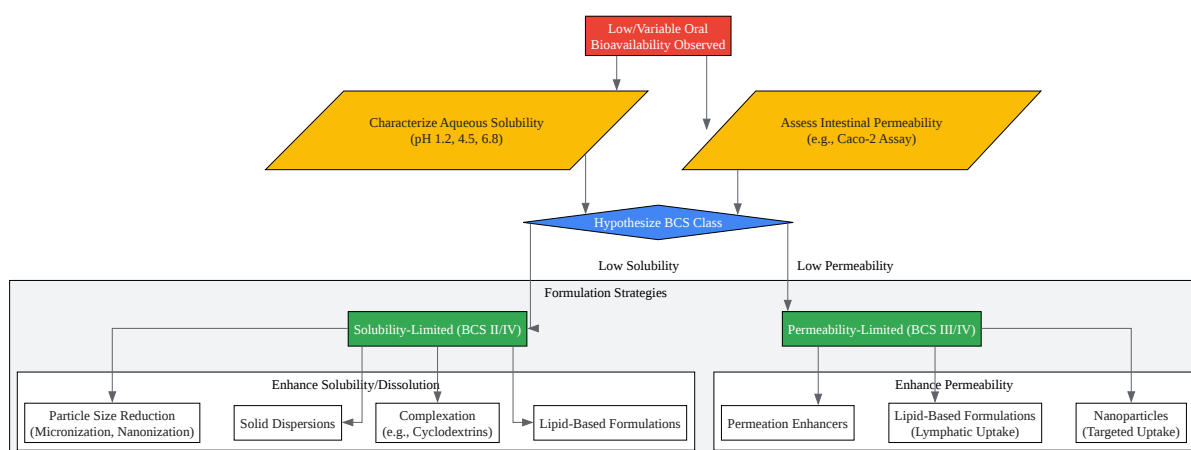 Low/Variable Oral
Bioavailability Observed
Characterize Aqueous Solubility
(pH 1.2, 4.5, 6.8)
Assess Intestinal Permeability
(e.g., Caco-2 Assay)
Hypothesize BCS Class
Low Solubility
Low Permeability
Formulation Strategies
Solubility-Limited (BCS II/IV)
Permeability-Limited (BCS III/IV)
Enhance Solubility/Dissolution
Enhance Permeability
Particle Size Reduction
(Micronization, Nanonization)
Solid Dispersions
Complexation
(e.g., Cyclodextrins)
Lipid-Based Formulations
Permeation Enhancers
Lipid-Based Formulations
(Lymphatic Uptake)
Nanoparticles
(Targeted Uptake)